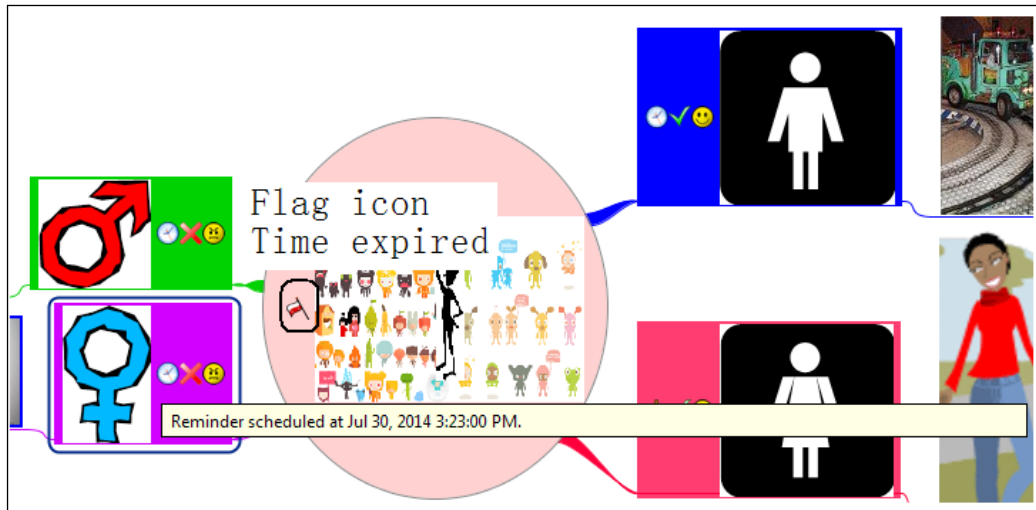 Flag icon
Time expired
Reminder scheduled at Jul 30, 2014 3:23:00 PM.